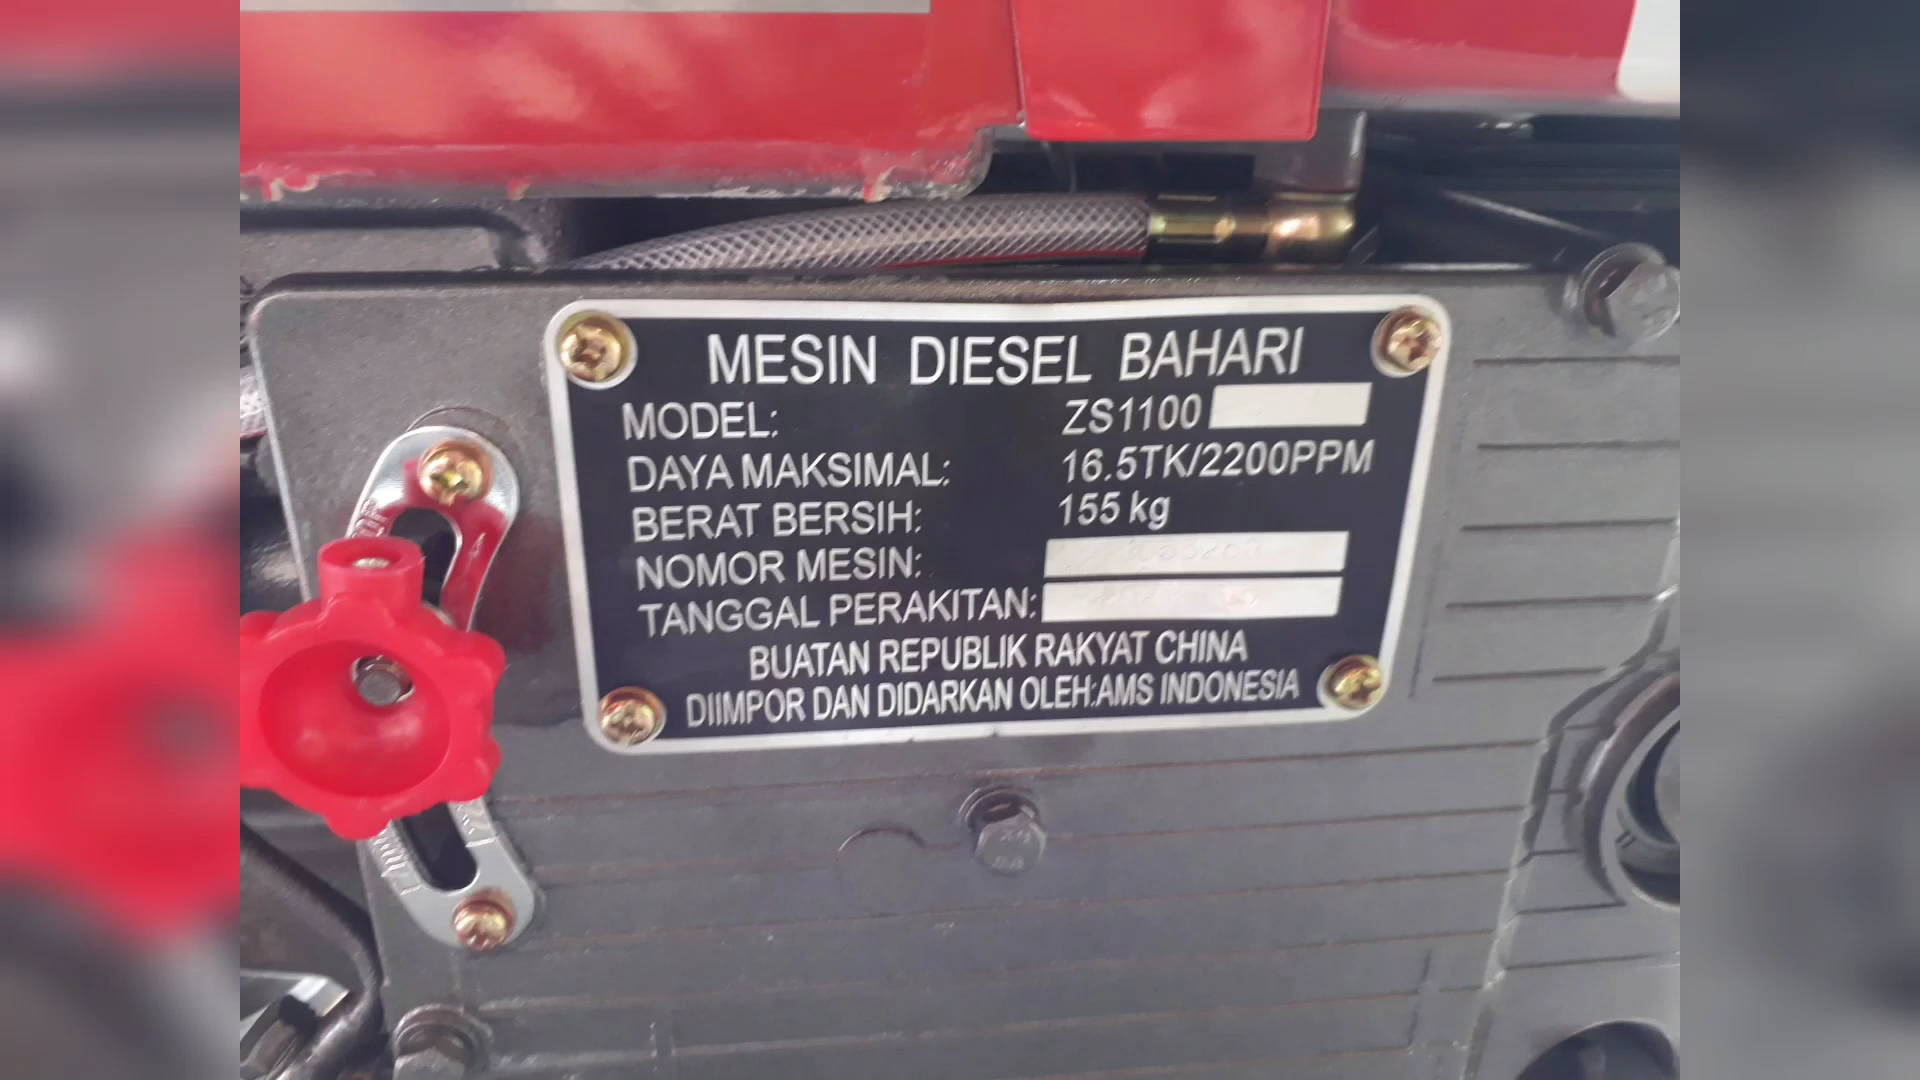 MESIN DIESEL BAHARI
MODEL: ZS1100
DAYA MAKSIMAL: 16.5TK/2200PPM
BERAT BERSIH: 155 kg
NOMOR MESIN:
TANGGAL PERAKITAN:
BUATAN REPUBLIK RAKYAT CHINA
DIIMPOR DAN DIDARKAN OLEH:AMS INDONESIA